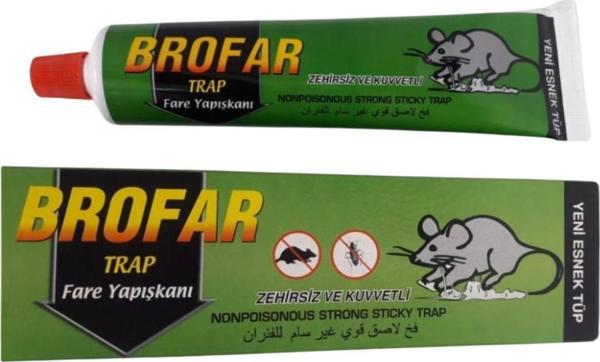 BROFAR
TRAP
Fare Yapışkanı
ZEHİRSİZ VE KUVVETLİ
NONPOISONOUS STRONG STICKY TRAP
فخ لاصق قوي غير سام للفئران
YENİ ESNEK TÜP
BROFAR
TRAP
Fare Yapışkanı
ZEHİRSİZ VE KUVVETLİ
NONPOISONOUS STRONG STICKY TRAP
فخ لاصق قوي غير سام للفئران
YENİ ESNEK TÜP